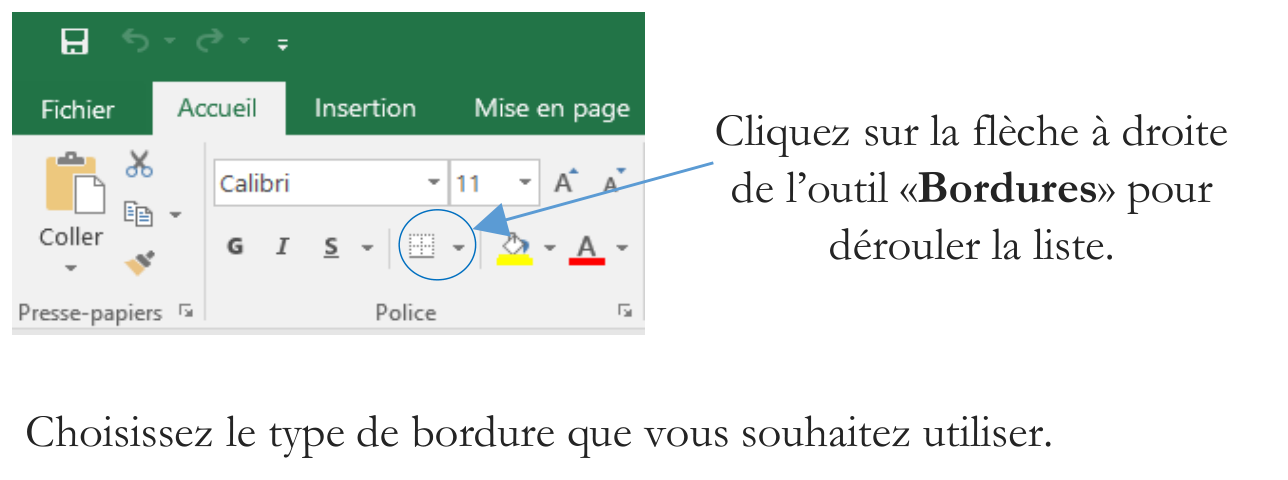 Fichier Accueil Insertion Mise en page
Calibri 11 A A
Coller G I S A
Presse-papiers Police
Cliquez sur la flèche à droite
de l’outil «Bordures» pour
dérouler la liste.
Choisissez le type de bordure que vous souhaitez utiliser.